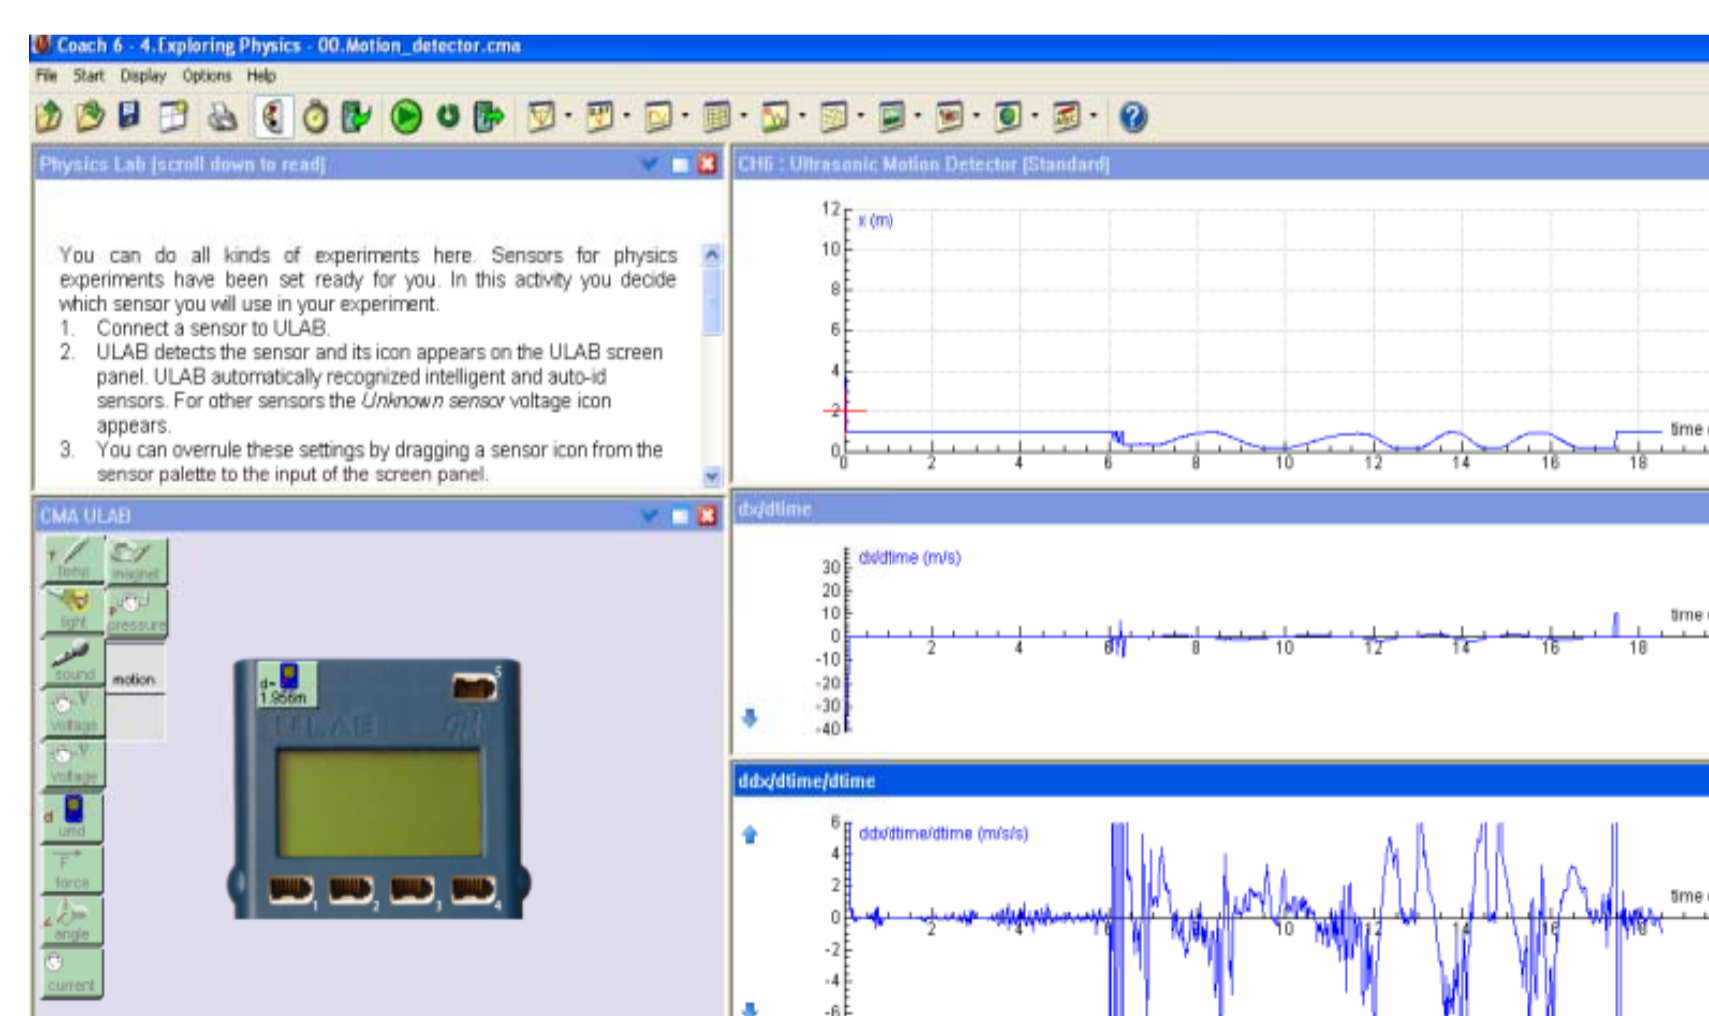 Coach 6 - 4.Exploring Physics - 00.Motion_detector.cma
File Start Display Options Help
Physics Lab [scroll down to read]
You can do all kinds of experiments here. Sensors for physics
experiments have been set ready for you. In this activity you decide
which sensor you will use in your experiment.
1. Connect a sensor to ULAB.
2. ULAB detects the sensor and its icon appears on the ULAB screen
panel. ULAB automatically recognized intelligent and auto-id
sensors. For other sensors the Unknown sensor voltage icon
appears.
3. You can overrule these settings by dragging a sensor icon from the
sensor palette to the input of the screen panel.
CMA ULAB
temp magnet
light pressure
sound motion
voltage
voltage
d
umd
F
force
angle
current
d=
1.956m
5
ULAB
1 2 3 4
CH6 : Ultrasonic Motion Detector [Standard]
x (m)
12
10
8
6
4
2
0
0 2 4 6 8 10 12 14 16 18
time
dx/dtime
dx/dtime (m/s)
30
20
10
0
-10
-20
-30
-40
2 4 6 8 10 12 14 16 18
time
ddx/dtime/dtime
ddx/dtime/dtime (m/s/s)
6
4
2
0
-2
-4
-6
2 4 6 8 10 12 14 16 18
time